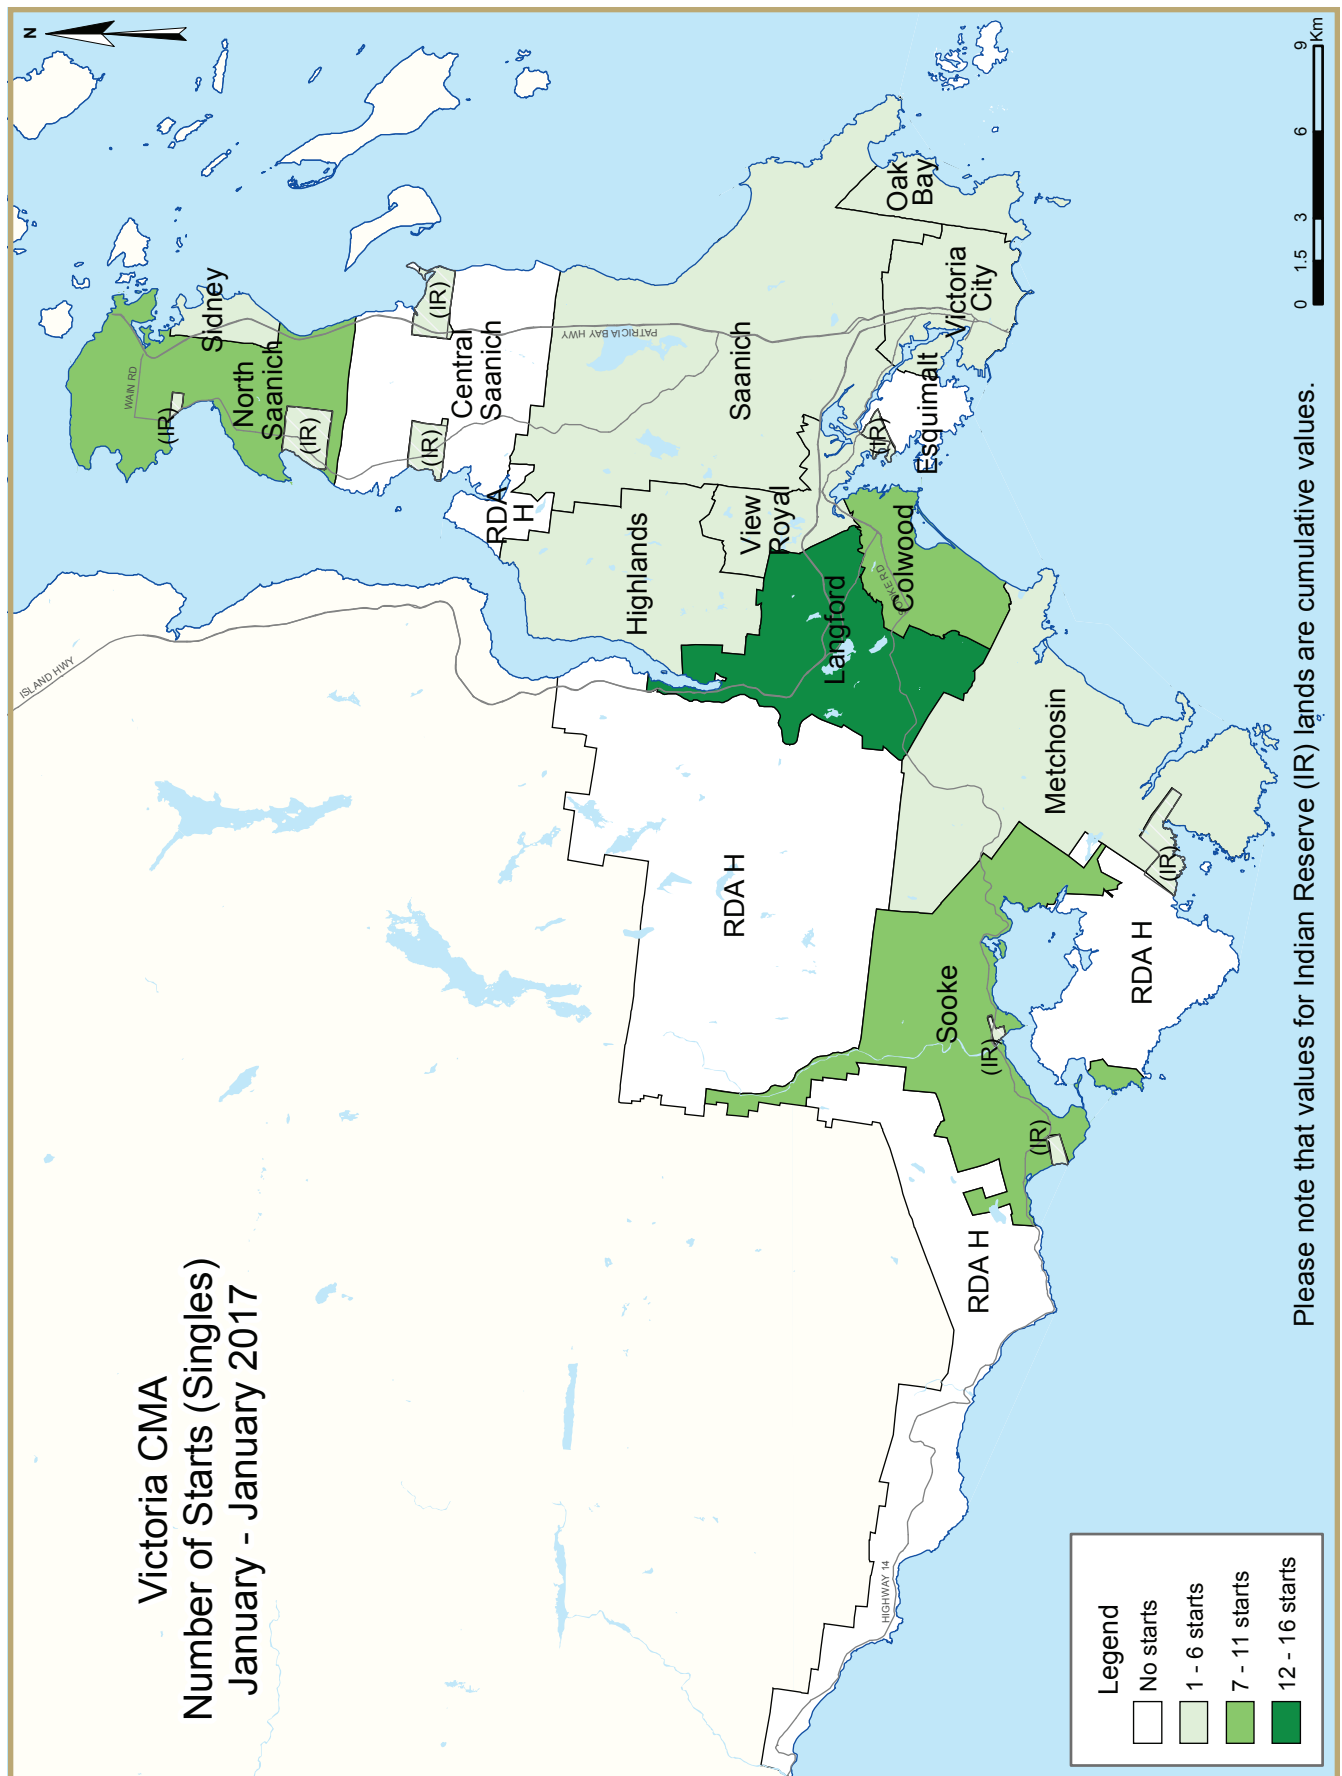 Victoria CMA
Number of Starts (Singles)
January - January 2017
N
ISLAND HWY
WAIN RD
(IR)
North
Saanich
Sidney
(IR)
(IR)
(IR)
Central
Saanich
RDA
H
PATRICIA BAY HWY
Highlands
Saanich
View
Royal
Oak
Bay
Victoria
City
Esquimalt
(IR)
Langford
SOOKE RD
Colwood
RDA H
Metchosin
(IR)
Sooke
(IR)
(IR)
RDA H
RDA H
HIGHWAY 14
Legend
No starts
1 - 6 starts
7 - 11 starts
12 - 16 starts
0 1.5 3 6 9
Km
Please note that values for Indian Reserve (IR) lands are cumulative values.